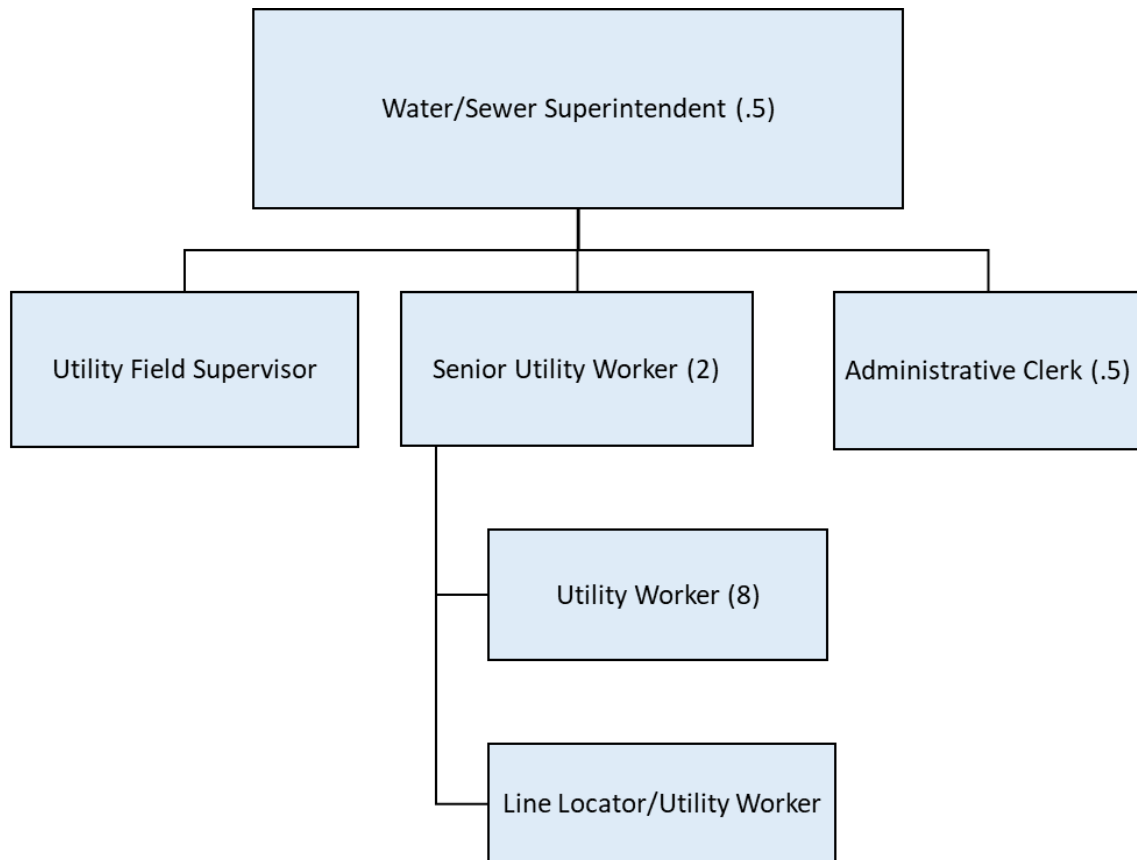 Water/Sewer Superintendent (.5)
Utility Field Supervisor
Senior Utility Worker (2)
Administrative Clerk (.5)
Utility Worker (8)
Line Locator/Utility Worker